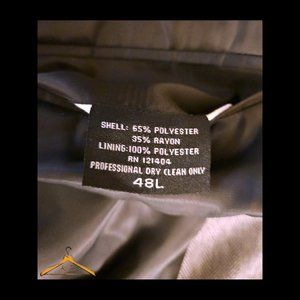 SHELL: 65% POLYESTER
35% RAYON
LINING:100% POLYESTER
RN 121404
PROFESSIONAL DRY CLEAN ONLY
48L